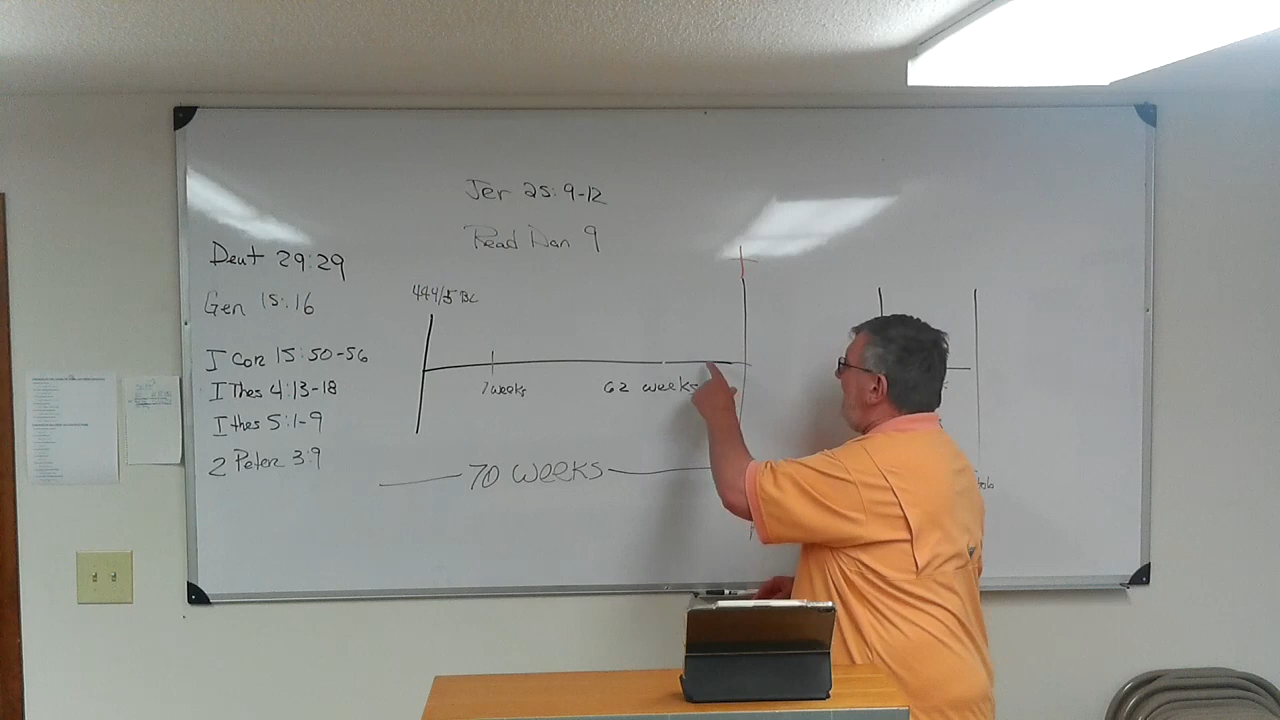 Jer 25:9-12
Read Dan 9
Deut 29:29
Gen 15:16
I Cor 15:50-56
I Thes 4:13-18
I thes 5:1-9
2 Peter 3:9
444/5 BC
7 weeks
62 weeks
70 weeks